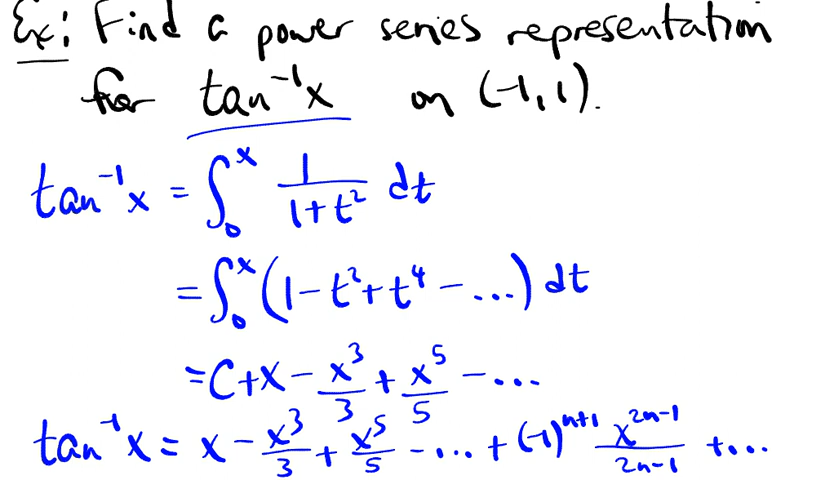 Ex: Find a power series representation
for tan⁻¹x on (-1,1).
tan⁻¹x = ∫₀ˣ 1/(1+t²) dt
= ∫₀ˣ (1-t²+t⁴-...) dt
= C+x-x³/3+x⁵/5-...
tan⁻¹x = x-x³/3+x⁵/5-...+(-1)ⁿ⁺¹ x²ⁿ⁻¹/(2n-1)+...